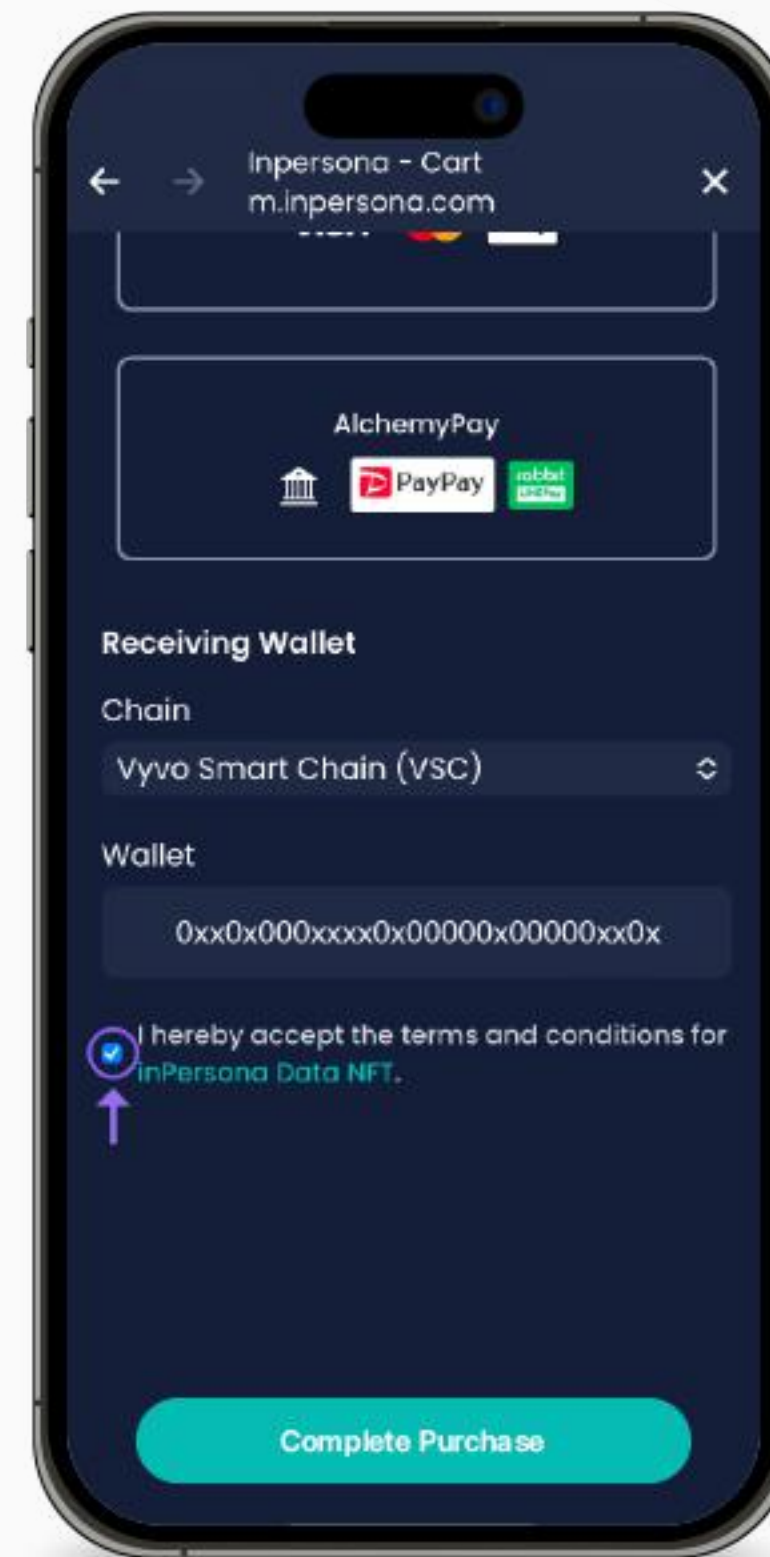 Inpersona - Cart
m.inpersona.com
AlchemyPay
PayPay
Receiving Wallet
Chain
Vyvo Smart Chain (VSC)
Wallet
0xx0x000xxxx0x00000x00000xx0x
I hereby accept the terms and conditions for
inPersona Data NFT.
Complete Purchase